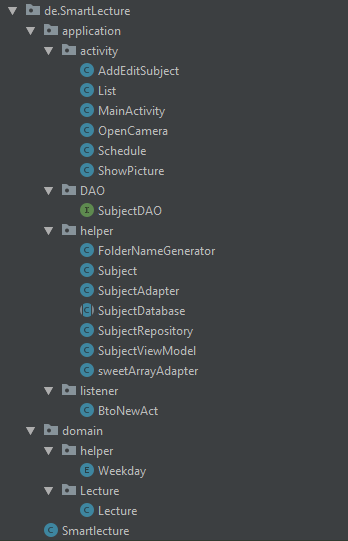 de.SmartLecture
application
activity
C AddEditSubject
C List
C MainActivity
C OpenCamera
C Schedule
C ShowPicture
DAO
I SubjectDAO
helper
C FolderNameGenerator
C Subject
C SubjectAdapter
C SubjectDatabase
C SubjectRepository
C SubjectViewModel
C sweetArrayAdapter
listener
C BtoNewAct
domain
helper
E Weekday
Lecture
C Lecture
C Smartlecture